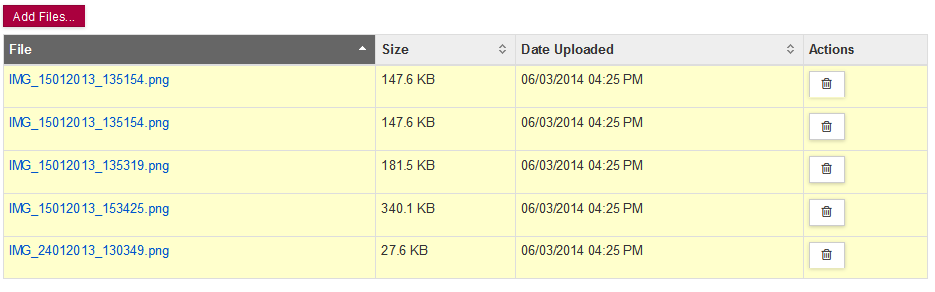 Add Files...
File Size Date Uploaded Actions
IMG_15012013_135154.png 147.6 KB 06/03/2014 04:25 PM
IMG_15012013_135154.png 147.6 KB 06/03/2014 04:25 PM
IMG_15012013_135319.png 181.5 KB 06/03/2014 04:25 PM
IMG_15012013_153425.png 340.1 KB 06/03/2014 04:25 PM
IMG_24012013_130349.png 27.6 KB 06/03/2014 04:25 PM